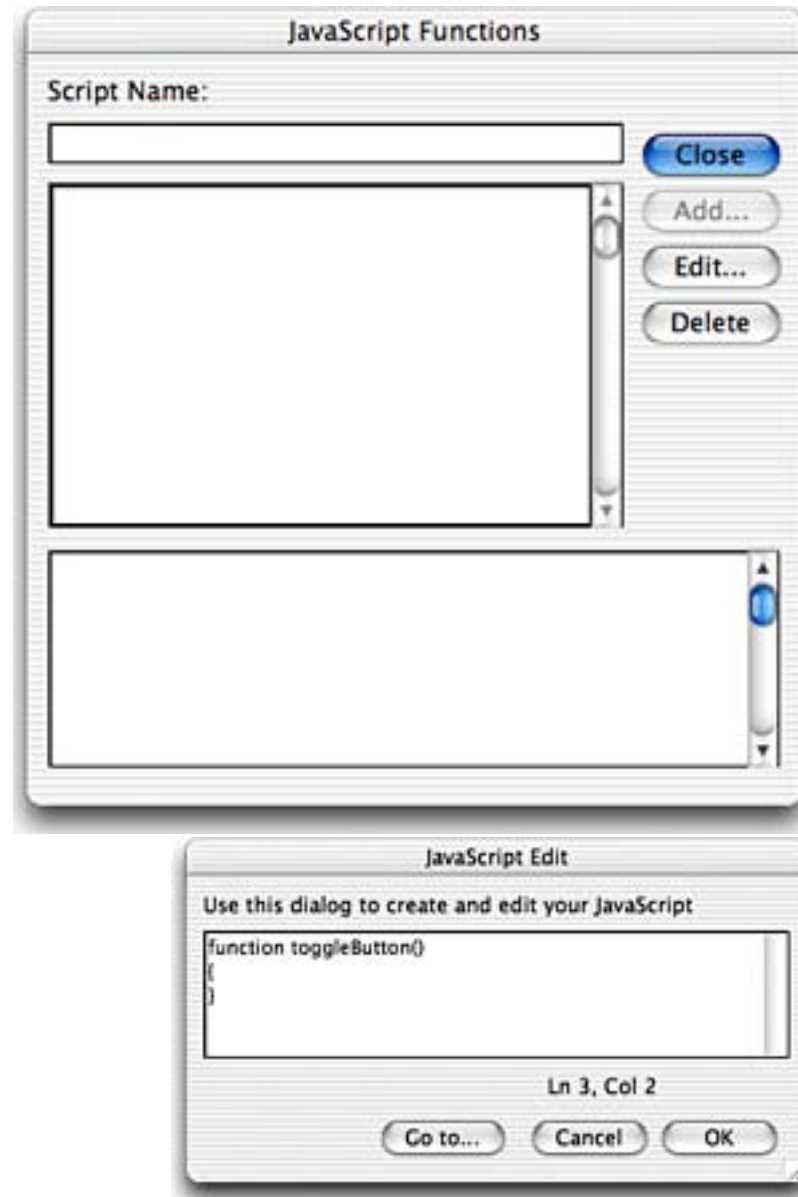 JavaScript Functions
Script Name:
Close
Add...
Edit...
Delete
JavaScript Edit
Use this dialog to create and edit your JavaScript
function toggleButton()
{
}
Ln 3, Col 2
Go to...
Cancel
OK